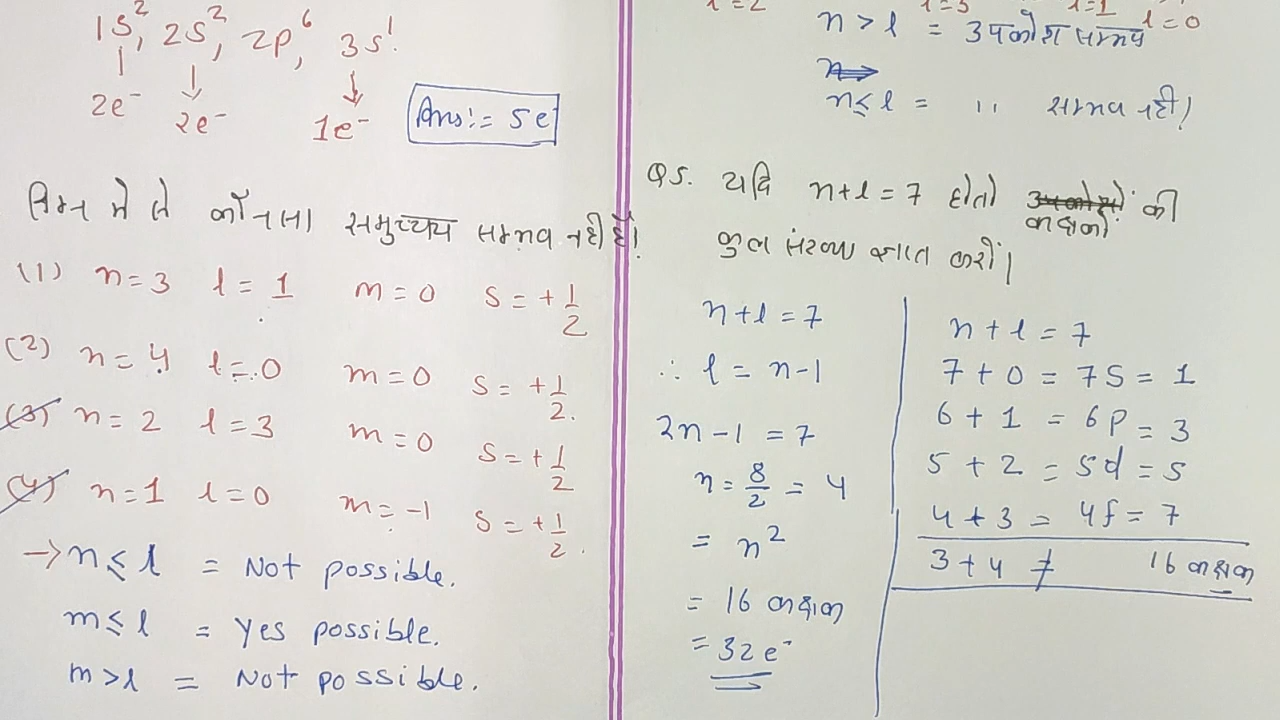 1s², 2s², 2p⁶, 3s¹.
2e⁻ 2e⁻ 1e⁻
Ans:= 5e
निम्न मे से कौनसा समुच्चय सम्भव नही है।
(1) n=3 l=1 m=0 s=+1/2
(2) n=4 l=0 m=0 s=+1/2.
(3) n=2 l=3 m=0 s=+1/2
(4) n=1 l=0 m=-1 s=+1/2.
→ n≤l = Not possible.
m≤l = Yes possible.
m>l = Not possible.
l=2 l=3 l=1 l=0
n>l = उपकोश सम्भव
n≤l = ,, सम्भव नही।
Q5. यदि n+l=7 हो तो कक्षको की
कुल संख्या ज्ञात करो।
n+l=7
∴ l = n-1
2n-1=7
n=8/2=4
= n²
= 16 कक्षक
= 32e⁻
n+l=7
7+0=7s=1
6+1=6p=3
5+2=5d=5
4+3=4f=7
3+4≠ 16 कक्षक